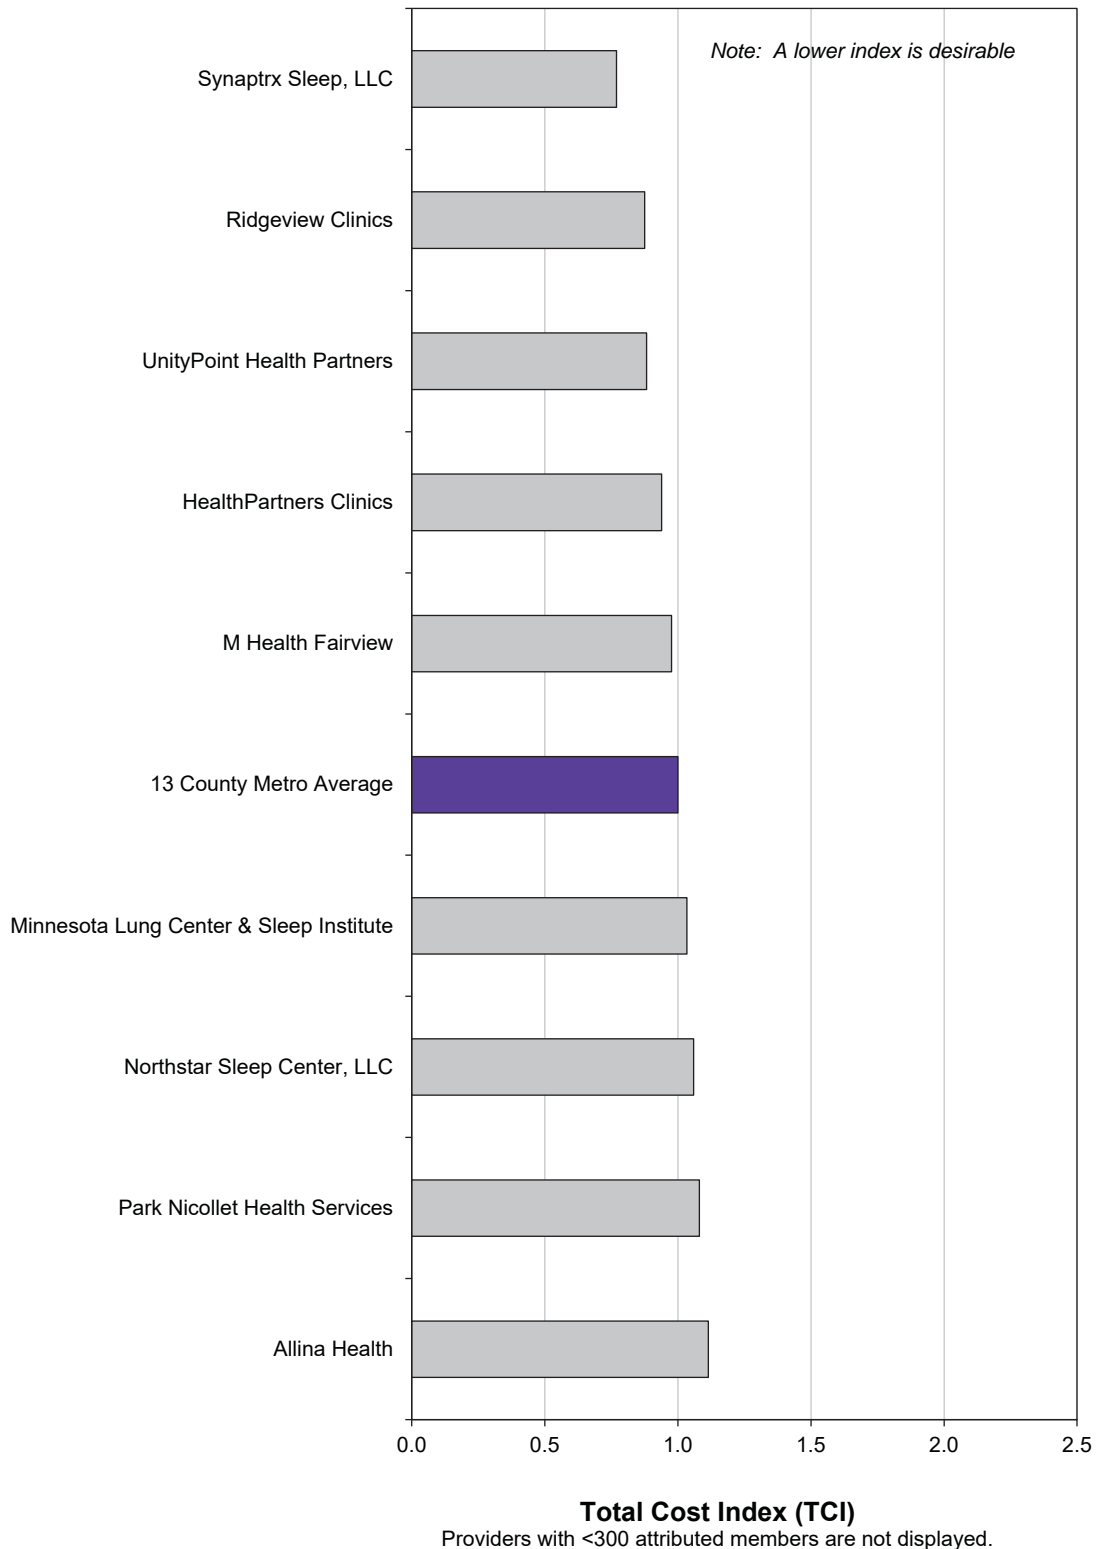 Note:  A lower index is desirable
Synaptrx Sleep, LLC
Ridgeview Clinics
UnityPoint Health Partners
HealthPartners Clinics
M Health Fairview
13 County Metro Average
Minnesota Lung Center & Sleep Institute
Northstar Sleep Center, LLC
Park Nicollet Health Services
Allina Health
0.0 0.5 1.0 1.5 2.0 2.5
Total Cost Index (TCI)
Providers with <300 attributed members are not displayed.